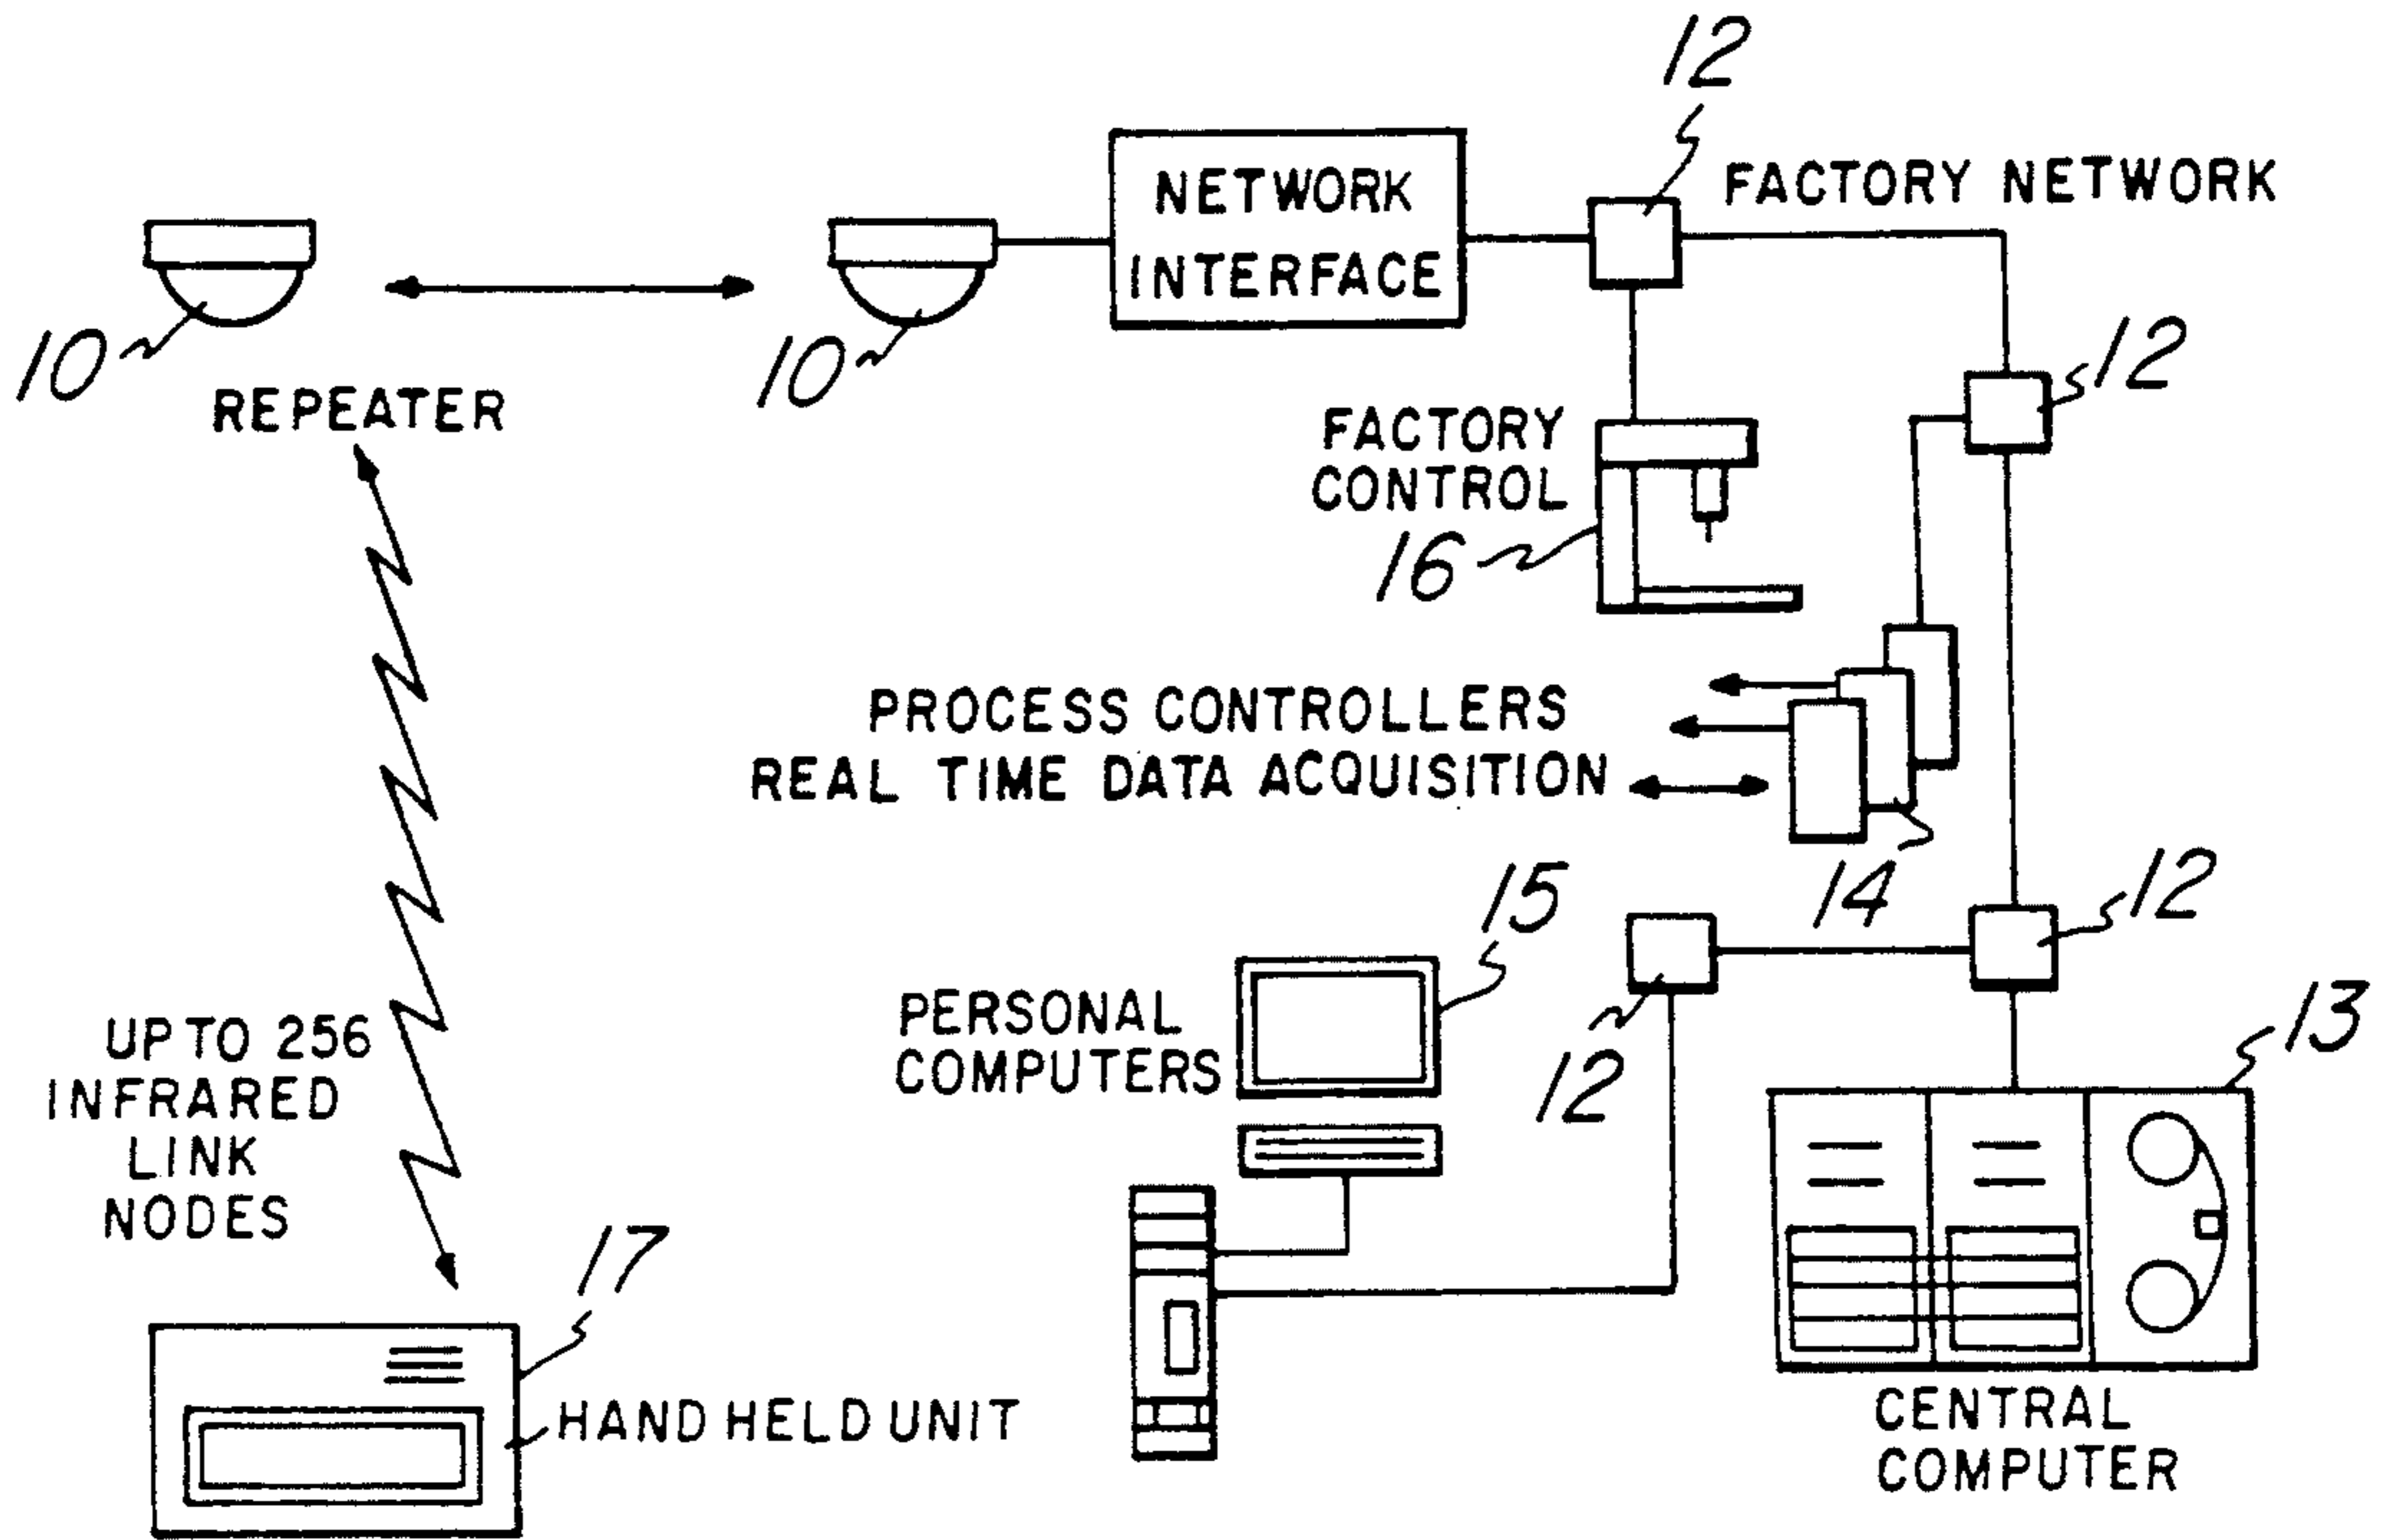 12
NETWORK
INTERFACE
FACTORY NETWORK
10
10
12
REPEATER
FACTORY
CONTROL
16
PROCESS CONTROLLERS
REAL TIME DATA ACQUISITION
14
15
12
PERSONAL
COMPUTERS
12
13
UP TO 256
INFRARED
LINK
NODES
17
HAND HELD UNIT
CENTRAL
COMPUTER